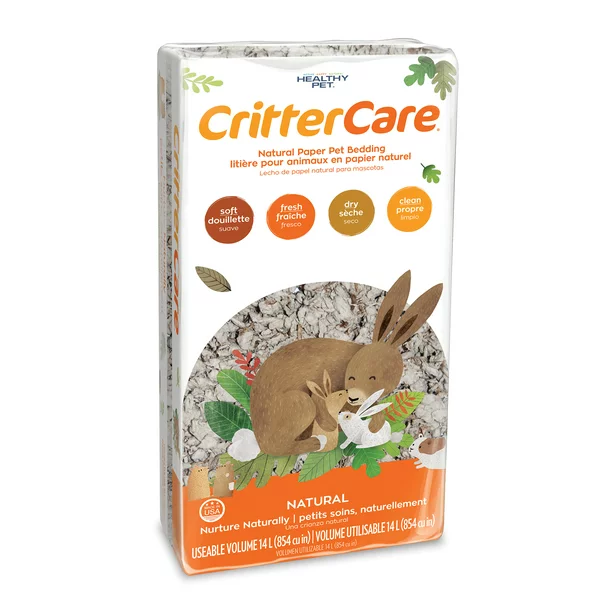 HEALTHY
PET.
CritterCare®
Natural Paper Pet Bedding
litière pour animaux en papier naturel
Lecho de papel natural para mascotas
soft
douillette
suave
fresh
fraîche
fresco
dry
sèche
seco
clean
propre
limpio
CritterCare
USA
NATURAL
Nurture Naturally | petits soins, naturellement
Una crianza natural
USEABLE VOLUME 14 L (854 cu in) | VOLUME UTILISABLE 14 L (854 cu in)
VOLUMEN UTILIZABLE 14 L (854 cu in)